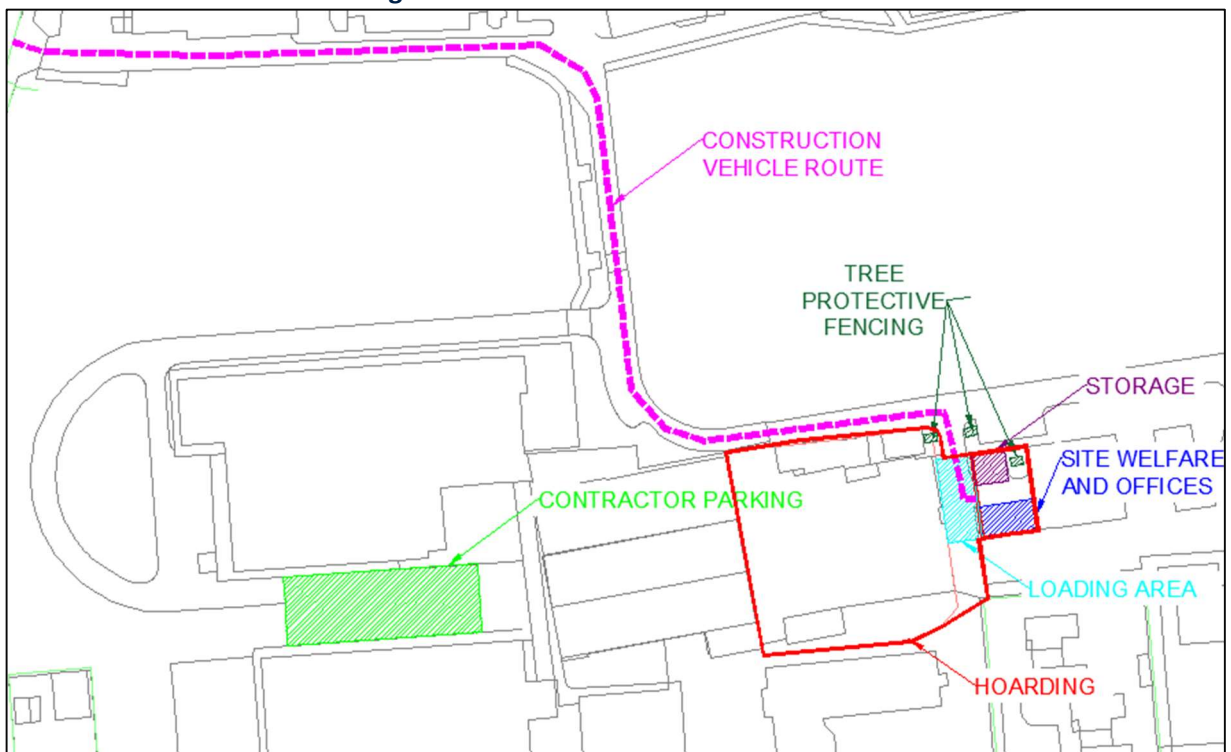 CONSTRUCTION
VEHICLE ROUTE
TREE
PROTECTIVE
FENCING
STORAGE
SITE WELFARE
AND OFFICES
CONTRACTOR PARKING
LOADING AREA
HOARDING